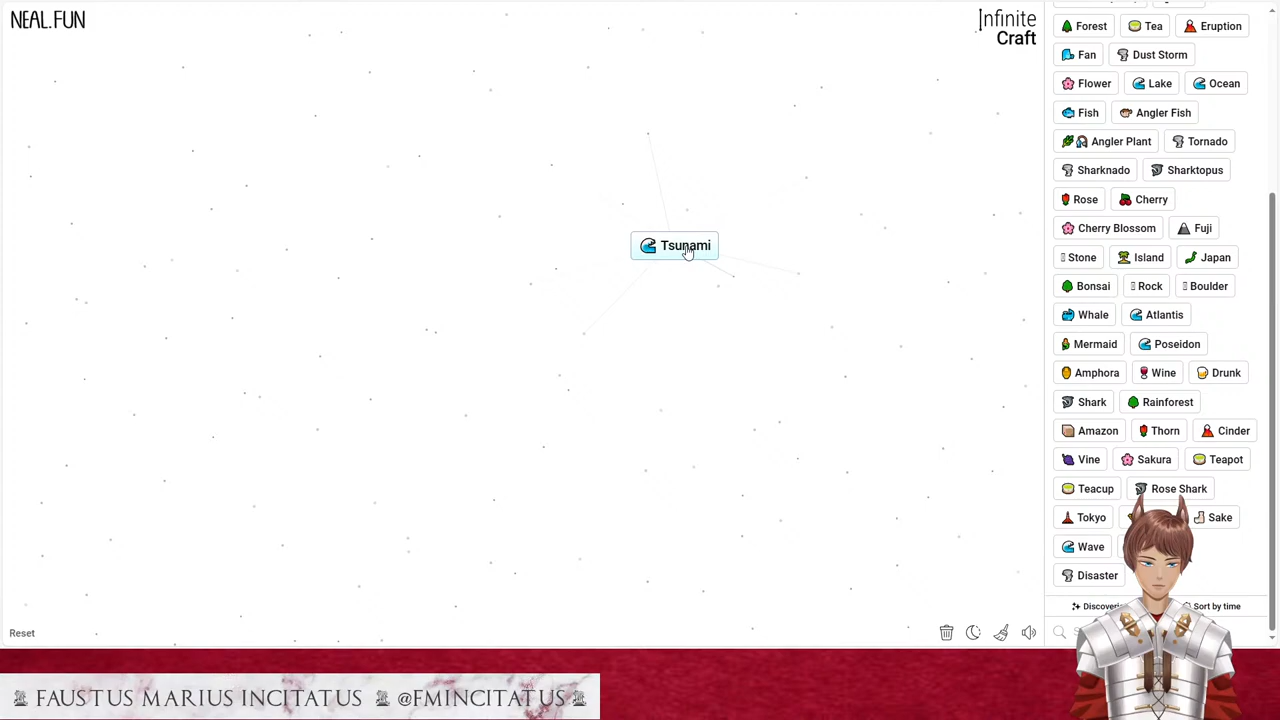 NEAL.FUN
Infinite
Craft
Forest Tea Eruption
Fan Dust Storm
Flower Lake Ocean
Fish Angler Fish
Angler Plant Tornado
Sharknado Sharktopus
Rose Cherry
Cherry Blossom Fuji
Stone Island Japan
Bonsai Rock Boulder
Whale Atlantis
Mermaid Poseidon
Amphora Wine Drunk
Shark Rainforest
Amazon Thorn Cinder
Vine Sakura Teapot
Teacup Rose Shark
Tokyo Sake
Wave
Disaster
Tsunami
Sort by time
Reset
FAUSTUS MARIUS INCITATUS @FMINCITATUS